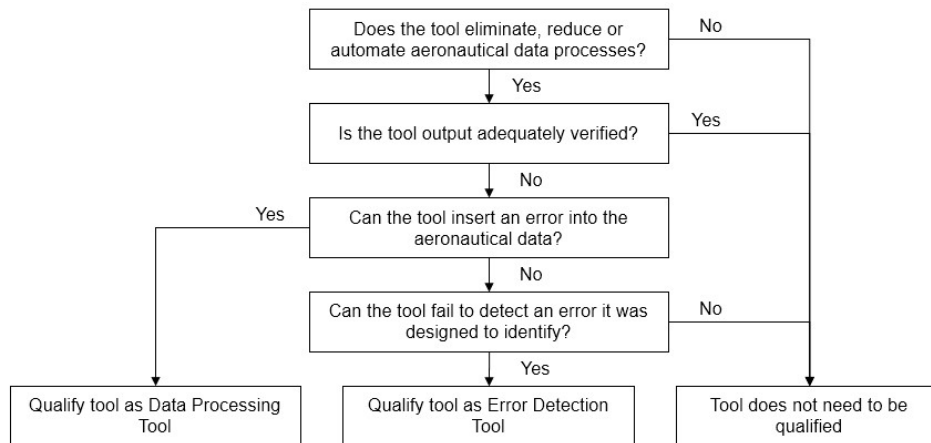 Does the tool eliminate, reduce or
automate aeronautical data processes?
No
Yes
Is the tool output adequately verified?
Yes
No
Yes
Can the tool insert an error into the
aeronautical data?
No
Can the tool fail to detect an error it was
designed to identify?
No
Yes
Qualify tool as Data Processing
Tool
Qualify tool as Error Detection
Tool
Tool does not need to be
qualified